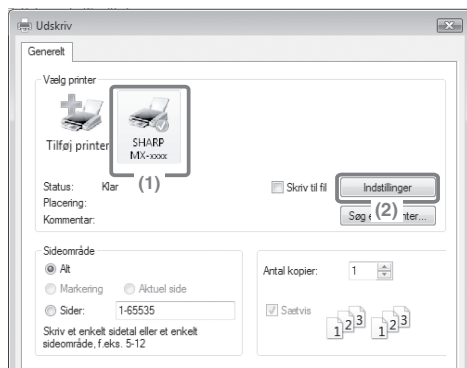 Udskriv
Generelt
Vælg printer
Tilføj printer
SHARP
MX-xxxx
(1)
Status: Klar
Placering:
Kommentar:
Skriv til fil
Indstillinger
(2)
Søg
Sideområde
Alt
Markering
Aktuel side
Sider: 1-65535
Skriv et enkelt sidetal eller et enkelt
sideområde, f.eks. 5-12
Antal kopier: 1
Sætvis
1 2 3 1 2 3